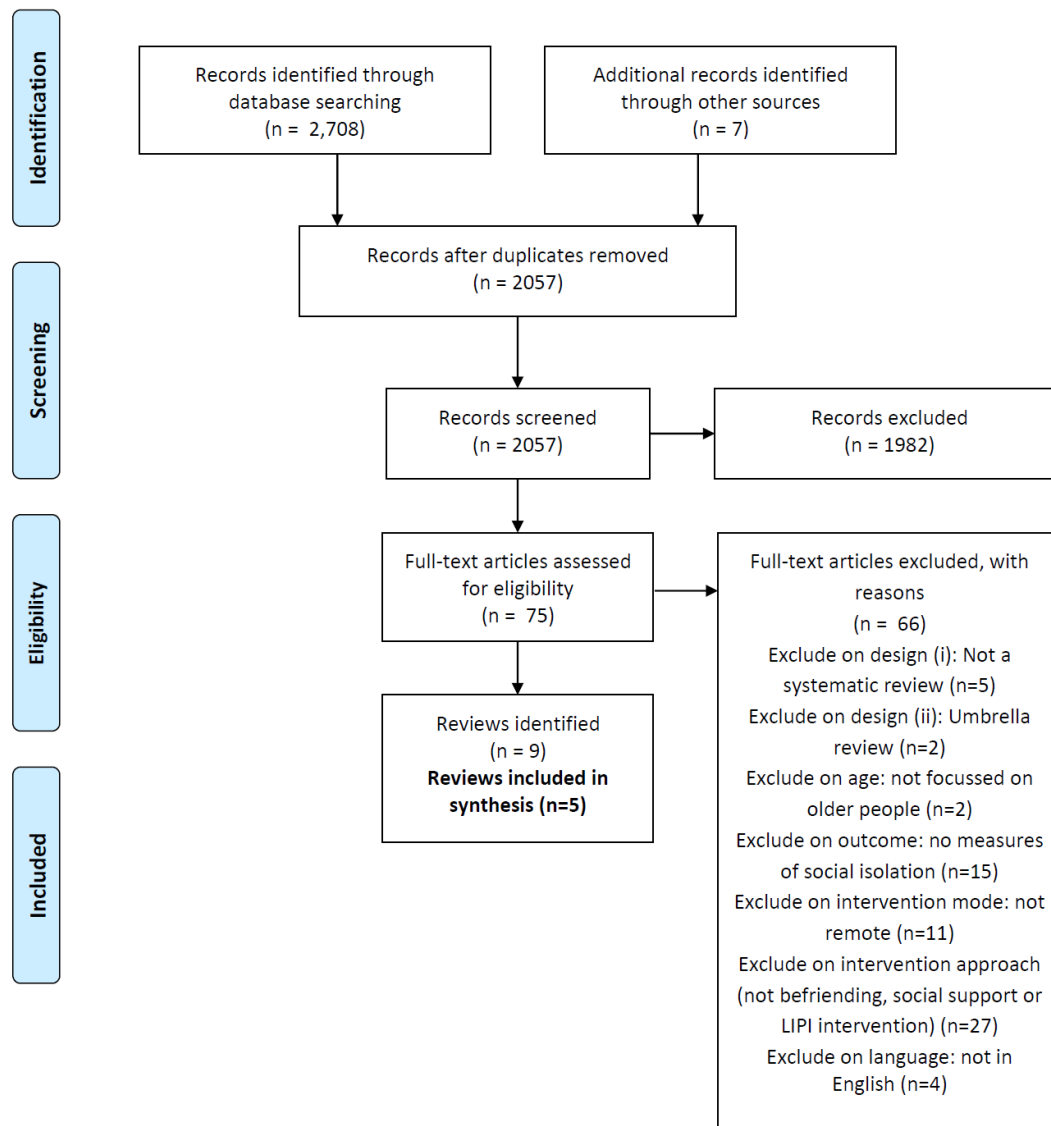 Identification
Records identified through
database searching
(n = 2,708)
Additional records identified
through other sources
(n = 7)
Records after duplicates removed
(n = 2057)
Screening
Records screened
(n = 2057)
Records excluded
(n = 1982)
Eligibility
Full-text articles assessed
for eligibility
(n = 75)
Full-text articles excluded, with
reasons
(n = 66)
Exclude on design (i): Not a
systematic review (n=5)
Exclude on design (ii): Umbrella
review (n=2)
Exclude on age: not focussed on
older people (n=2)
Exclude on outcome: no measures
of social isolation (n=15)
Exclude on intervention mode: not
remote (n=11)
Exclude on intervention approach
(not befriending, social support or
LIPI intervention) (n=27)
Exclude on language: not in
English (n=4)
Included
Reviews identified
(n = 9)
Reviews included in
synthesis (n=5)